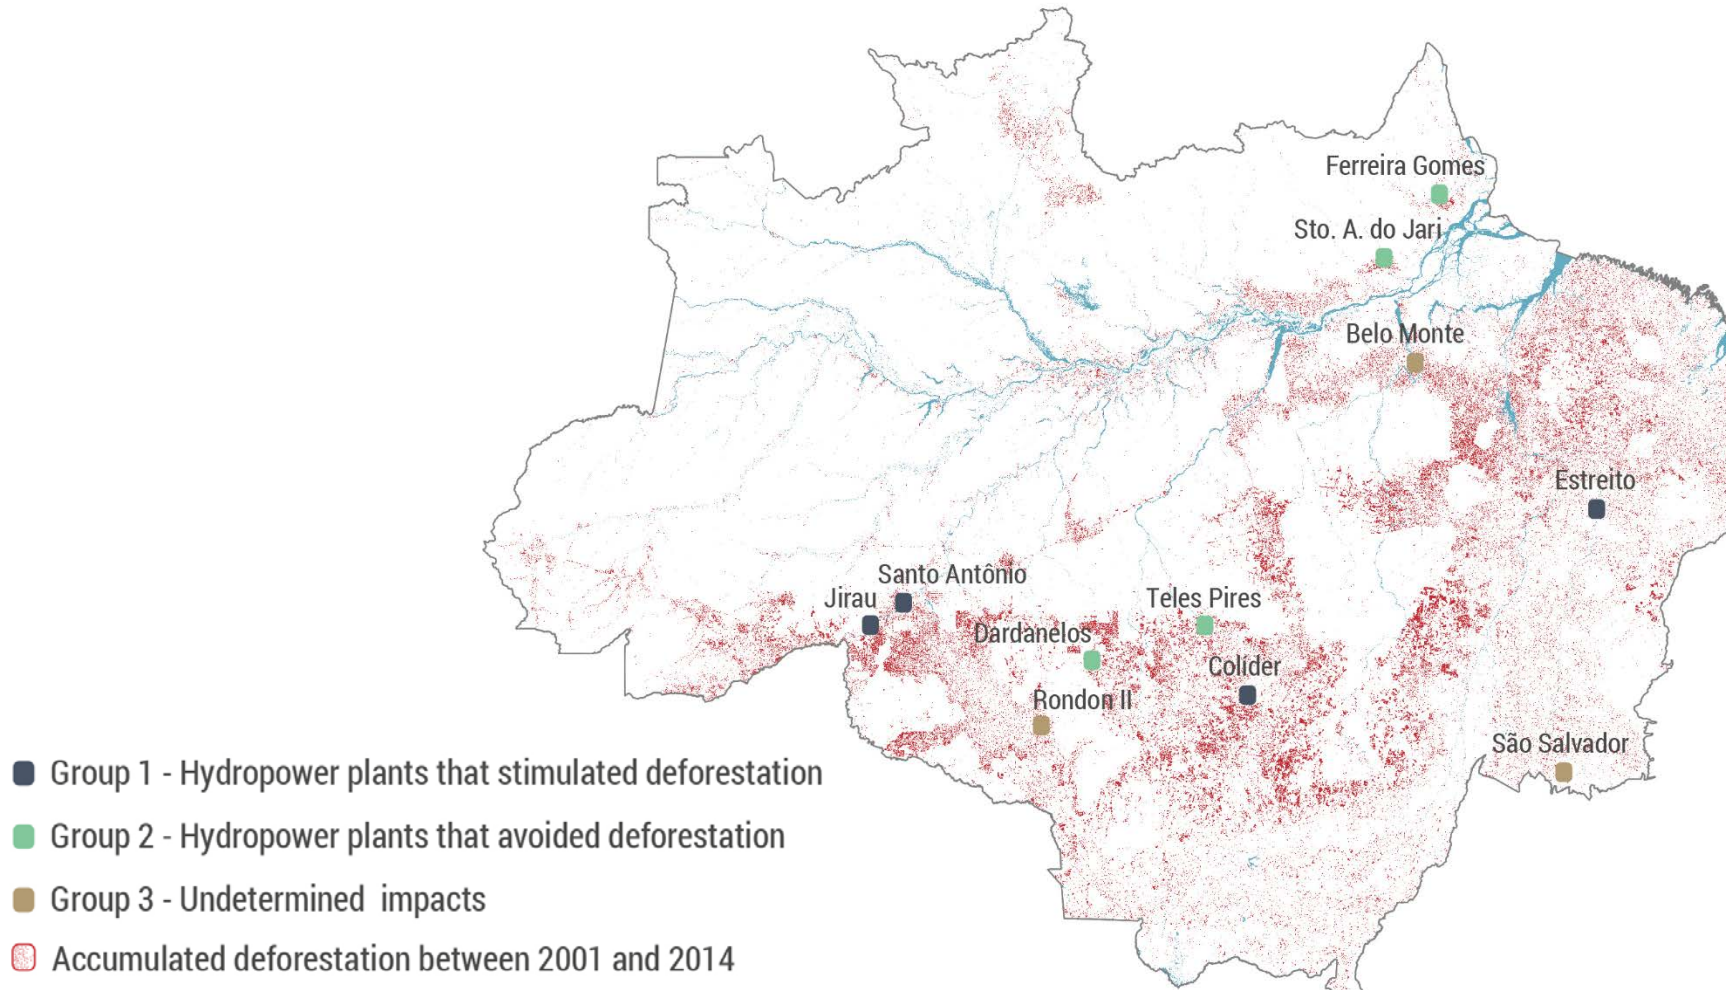 Ferreira Gomes
Sto. A. do Jari
Belo Monte
Estreito
Santo Antônio
Jirau
Teles Pires
Dardanelos
Colíder
Rondon II
São Salvador
Group 1 - Hydropower plants that stimulated deforestation
Group 2 - Hydropower plants that avoided deforestation
Group 3 - Undetermined impacts
Accumulated deforestation between 2001 and 2014